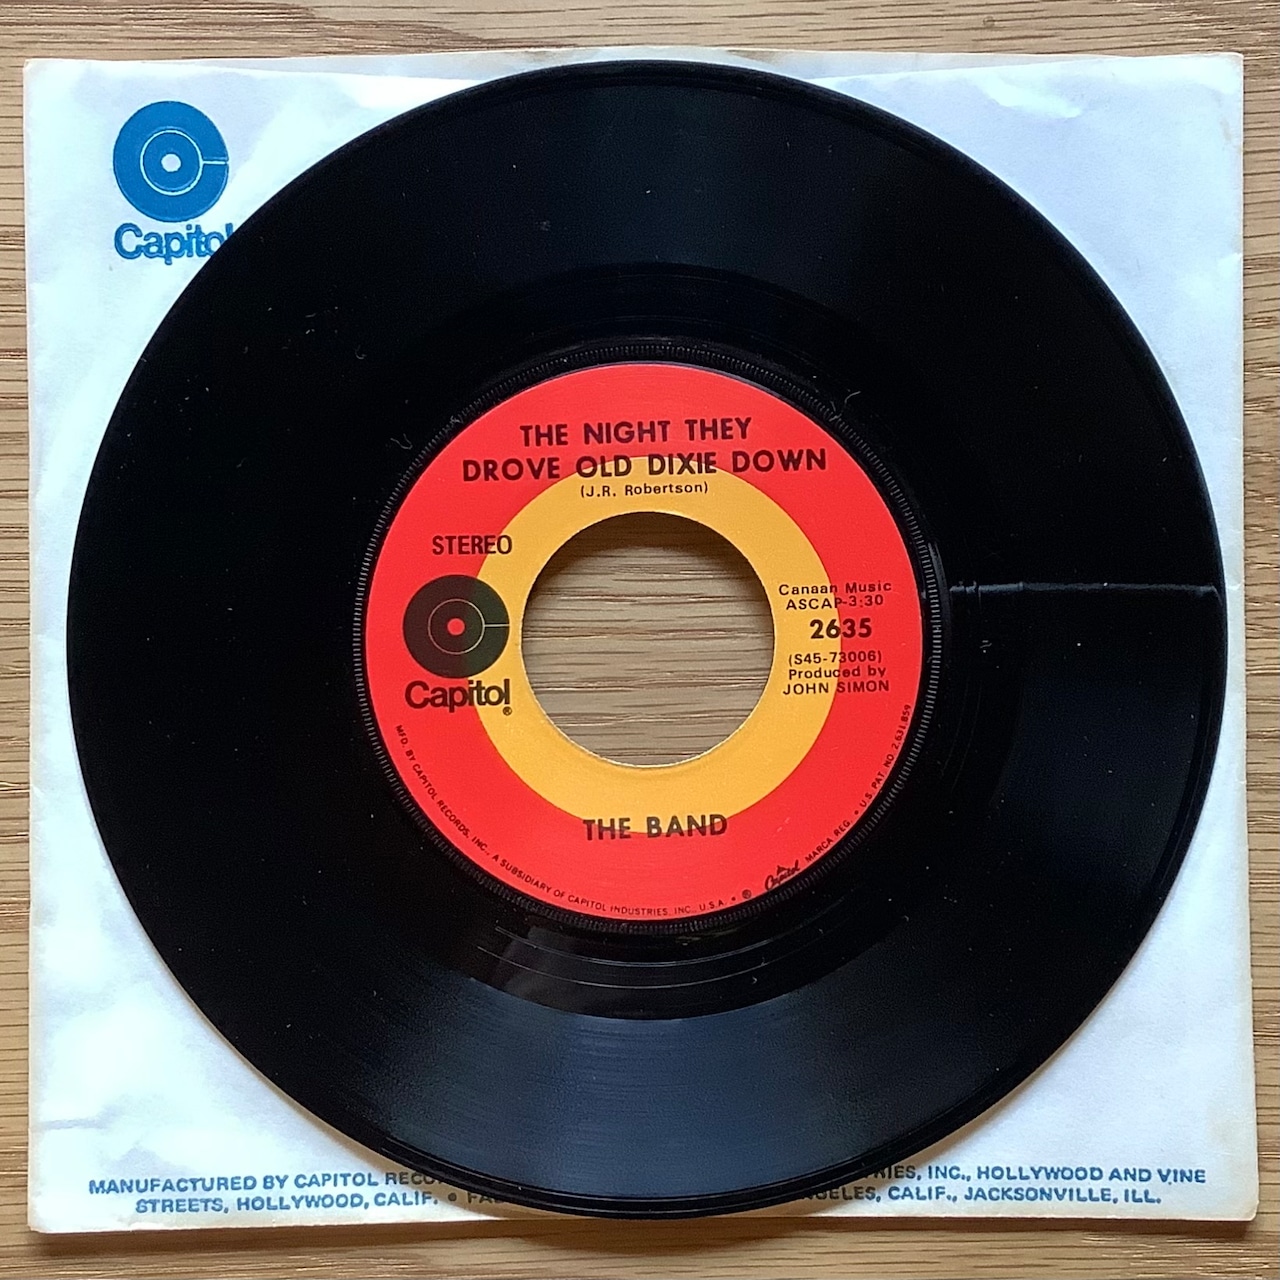 Capitol
THE NIGHT THEY
DROVE OLD DIXIE DOWN
(J.R. Robertson)
STEREO
Capitol
®
Canaan Music
ASCAP-3:30
2635
(S45-73006)
Produced by
JOHN SIMON
THE BAND
MFD. BY CAPITOL RECORDS, INC., A SUBSIDIARY OF CAPITOL INDUSTRIES, INC., U.S.A. • ® Capitol MARCA REG. • U.S. PAT. NO. 2,631,859
MANUFACTURED BY CAPITOL RIES, INC., HOLLYWOOD AND VINE
STREETS, HOLLYWOOD, CALIF. • CALIF., JACKSONVILLE, ILL.